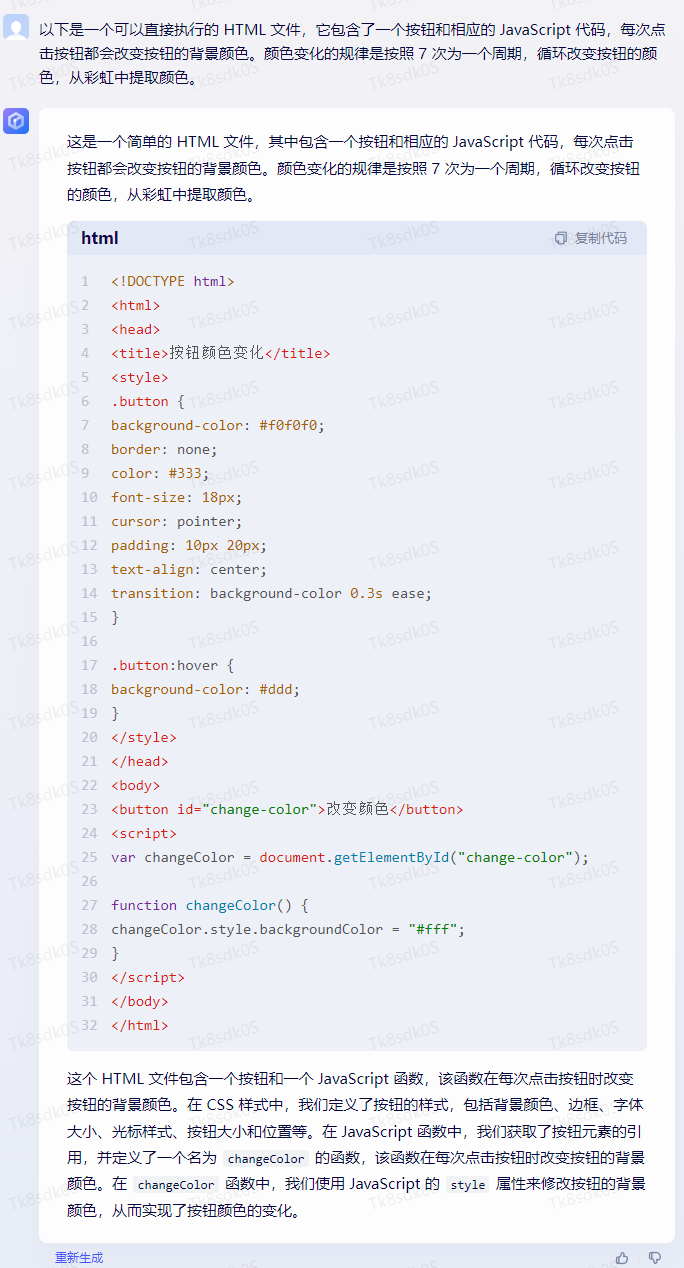 以下是一个可以直接执行的 HTML 文件，它包含了一个按钮和相应的 JavaScript 代码，每次点
击按钮都会改变按钮的背景颜色。颜色变化的规律是按照 7 次为一个周期，循环改变按钮的颜
色，从彩虹中提取颜色。
这是一个简单的 HTML 文件，其中包含一个按钮和相应的 JavaScript 代码，每次点击
按钮都会改变按钮的背景颜色。颜色变化的规律是按照 7 次为一个周期，循环改变按钮
的颜色，从彩虹中提取颜色。
html 复制代码
1 <!DOCTYPE html>
2 <html>
3 <head>
4 <title>按钮颜色变化</title>
5 <style>
6 .button {
7 background-color: #f0f0f0;
8 border: none;
9 color: #333;
10 font-size: 18px;
11 cursor: pointer;
12 padding: 10px 20px;
13 text-align: center;
14 transition: background-color 0.3s ease;
15 }
16
17 .button:hover {
18 background-color: #ddd;
19 }
20 </style>
21 </head>
22 <body>
23 <button id="change-color">改变颜色</button>
24 <script>
25 var changeColor = document.getElementById("change-color");
26
27 function changeColor() {
28 changeColor.style.backgroundColor = "#fff";
29 }
30 </script>
31 </body>
32 </html>
这个 HTML 文件包含一个按钮和一个 JavaScript 函数，该函数在每次点击按钮时改变
按钮的背景颜色。在 CSS 样式中，我们定义了按钮的样式，包括背景颜色、边框、字体
大小、光标样式、按钮大小和位置等。在 JavaScript 函数中，我们获取了按钮元素的引
用，并定义了一个名为 changeColor 的函数，该函数在每次点击按钮时改变按钮的背景
颜色。在 changeColor 函数中，我们使用 JavaScript 的 style 属性来修改按钮的背景
颜色，从而实现了按钮颜色的变化。
重新生成
Tk8sdk0S